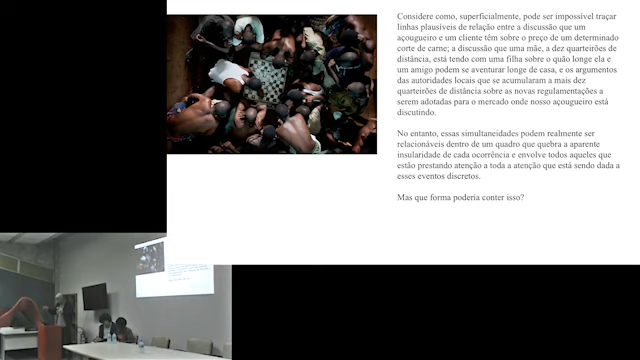 Considere como, superficialmente, pode ser impossível traçar
linhas plausíveis de relação entre a discussão que um
açougueiro e um cliente têm sobre o preço de um determinado
corte de carne; a discussão que uma mãe, a dez quarteirões de
distância, está tendo com uma filha sobre o quão longe ela e
um amigo podem se aventurar longe de casa, e os argumentos
das autoridades locais que se acumularam a mais dez
quarteirões de distância sobre as novas regulamentações a
serem adotadas para o mercado onde nosso açougueiro está
discutindo.
No entanto, essas simultaneidades podem realmente ser
relacionáveis dentro de um quadro que quebra a aparente
insularidade de cada ocorrência e envolve todos aqueles que
estão prestando atenção a toda a atenção que está sendo dada a
esses eventos discretos.
Mas que forma poderia conter isso?